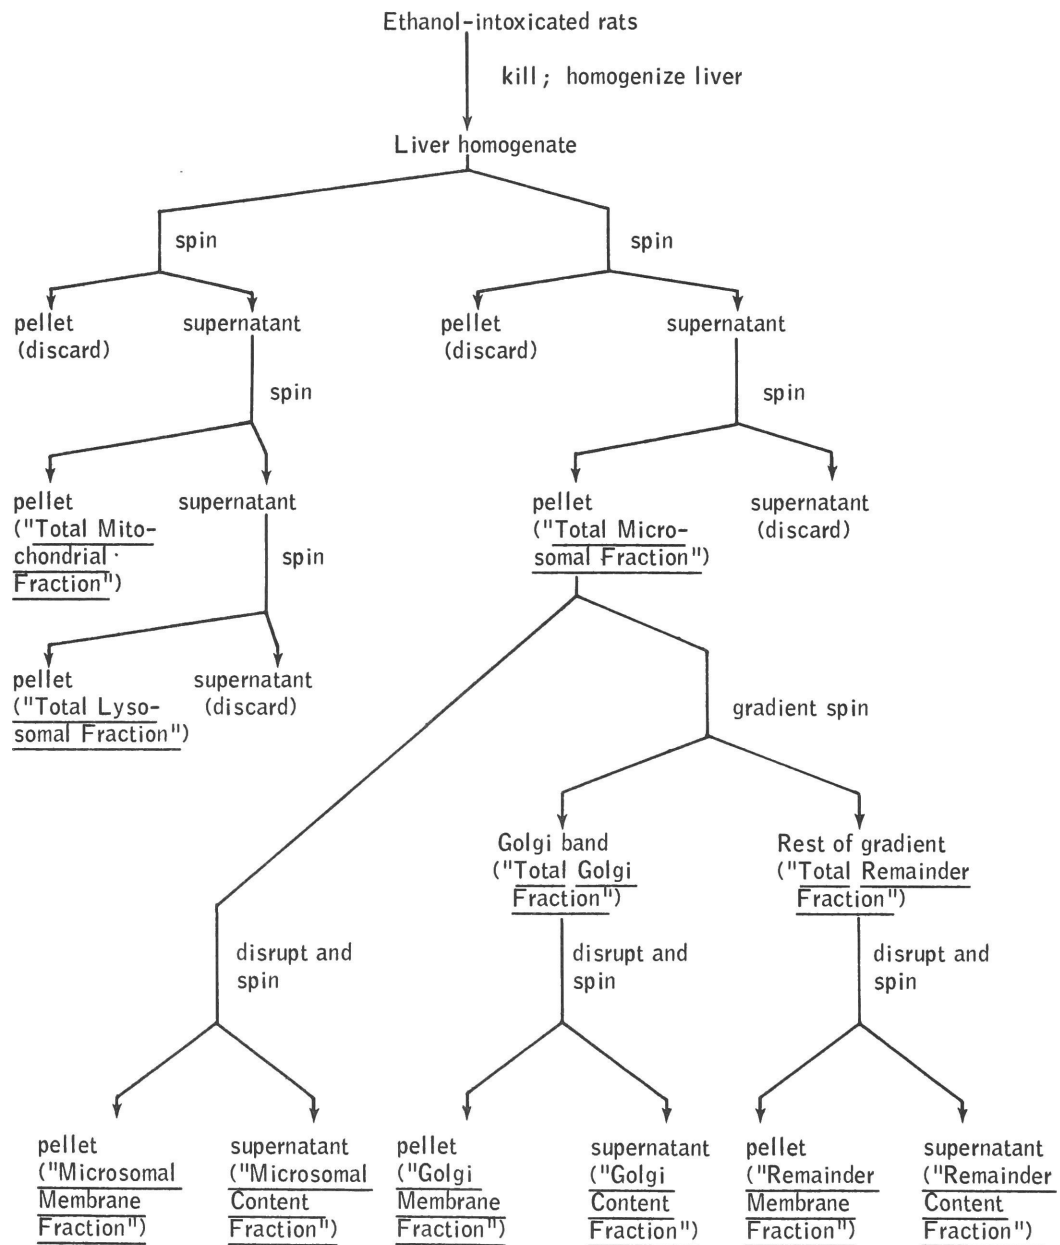 Ethanol-intoxicated rats
kill; homogenize liver
Liver homogenate
spin
spin
pellet
(discard)
supernatant
pellet
(discard)
supernatant
spin
spin
pellet
("Total Mito-
chondrial
Fraction")
supernatant
pellet
("Total Micro-
somal Fraction")
supernatant
(discard)
spin
pellet
("Total Lyso-
somal Fraction")
supernatant
(discard)
gradient spin
Golgi band
("Total Golgi
Fraction")
Rest of gradient
("Total Remainder
Fraction")
disrupt and
spin
disrupt and
spin
disrupt and
spin
pellet
("Microsomal
Membrane
Fraction")
supernatant
("Microsomal
Content
Fraction")
pellet
("Golgi
Membrane
Fraction")
supernatant
("Golgi
Content
Fraction")
pellet
("Remainder
Membrane
Fraction")
supernatant
("Remainder
Content
Fraction")